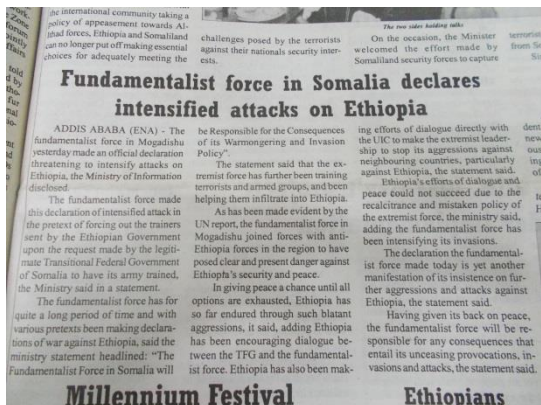 the international community taking a
policy of appeasement towards Al-
Ithad forces, Ethiopia and Somaliland
can no longer put off making essential
choices for adequately meeting the
challenges posed by the terrorists
against their nationals security inter-
ests.
The two sides holding talks
On the occasion, the Minister
welcomed the effort made by
Somaliland security forces to capture
Fundamentalist force in Somalia declares
intensified attacks on Ethiopia
ADDIS ABABA (ENA) - The
fundamentalist force in Mogadishu
yesterday made an official declaration
threatening to intensify attacks on
Ethiopia, the Ministry of Information
disclosed.
The fundamentalist force made
this declaration of intensified attack in
the pretext of forcing out the trainers
sent by the Ethiopian Government
upon the request made by the legiti-
mate Transitional Federal Government
of Somalia to have its army trained,
the Ministry said in a statement.
The fundamentalist force has for
quite a long period of time and with
various pretexts been making declara-
tions of war against Ethiopia, said the
ministry statement headlined: "The
Fundamentalist Force in Somalia will
be Responsible for the Consequences
of its Warmongering and Invasion
Policy".
The statement said that the ex-
tremist force has further been training
terrorists and armed groups, and been
helping them infiltrate into Ethiopia.
As has been made evident by the
UN report, the fundamentalist force in
Mogadishu joined forces with anti-
Ethiopia forces in the region to have
posed clear and present danger against
Ethiopia's security and peace.
In giving peace a chance until all
options are exhausted, Ethiopia has
so far endured through such blatant
aggressions, it said, adding Ethiopia
has been encouraging dialogue be-
tween the TFG and the fundamental-
ist force. Ethiopia has also been mak-
ing efforts of dialogue directly with
the UIC to make the extremist leader-
ship to stop its aggressions against
neighbouring countries, particularly
against Ethiopia, the statement said.
Ethiopia's efforts of dialogue and
peace could not succeed due to the
recalcitrance and mistaken policy of
the extremist force, the ministry said,
adding the fundamentalist force has
been intensifying its invasions.
The declaration the fundamental-
ist force made today is yet another
manifestation of its insistence on fur-
ther aggressions and attacks against
Ethiopia, the statement said.
Having given its back on peace,
the fundamentalist force will be re-
sponsible for any consequences that
entail its unceasing provocations, in-
vasions and attacks, the statement said.
Millennium Festival
Ethiopians